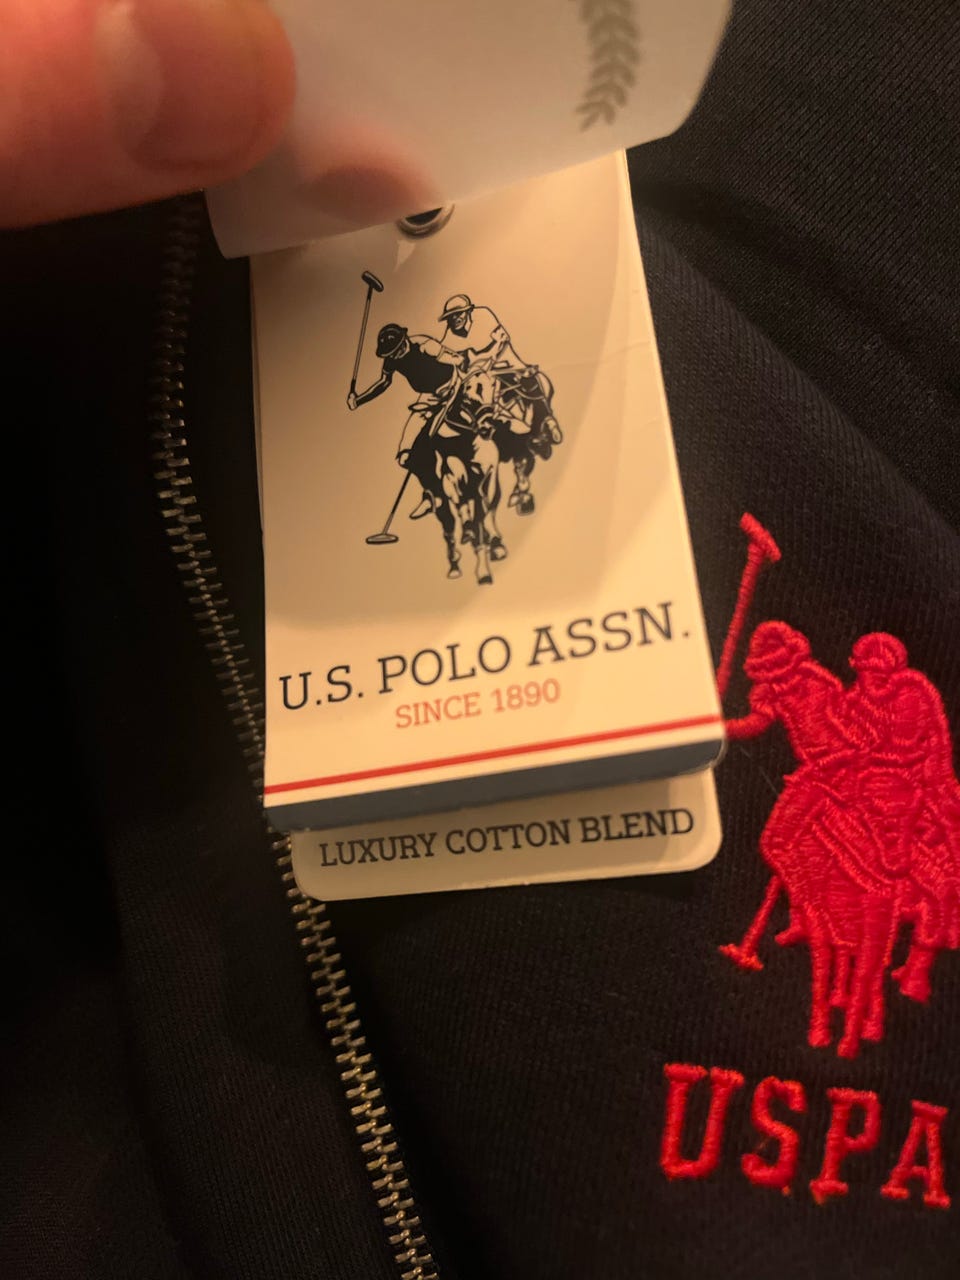 U.S. POLO ASSN.
SINCE 1890
LUXURY COTTON BLEND
USPA